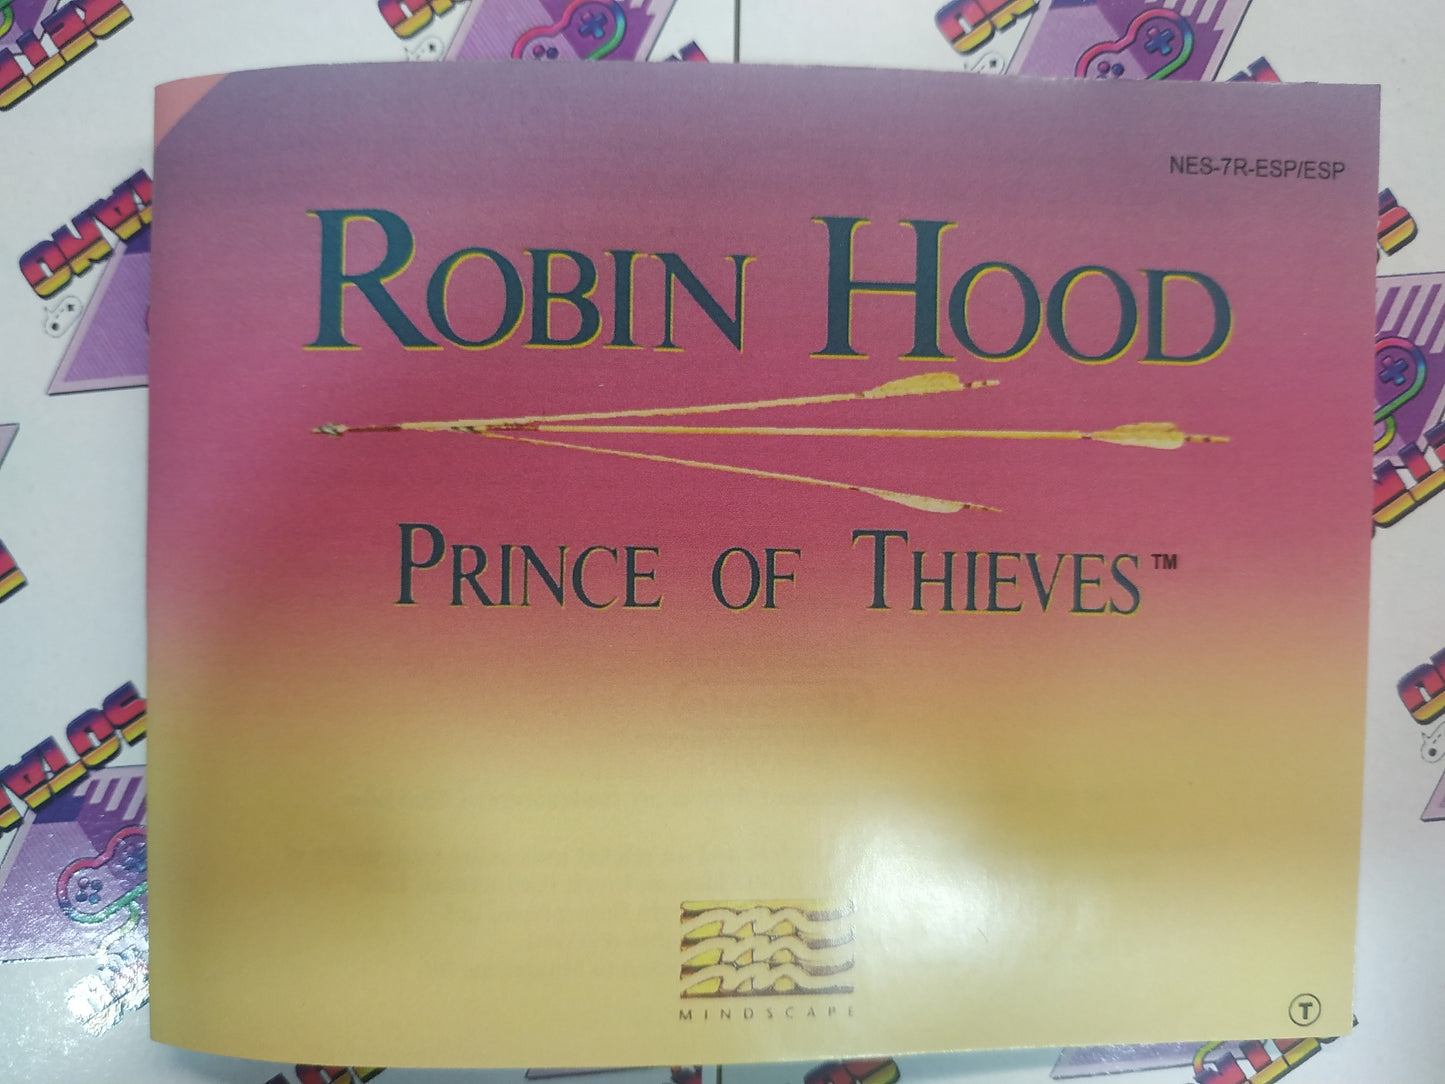 NES-7R-ESP/ESP
ROBIN HOOD
PRINCE OF THIEVES™
MINDSCAPE
T